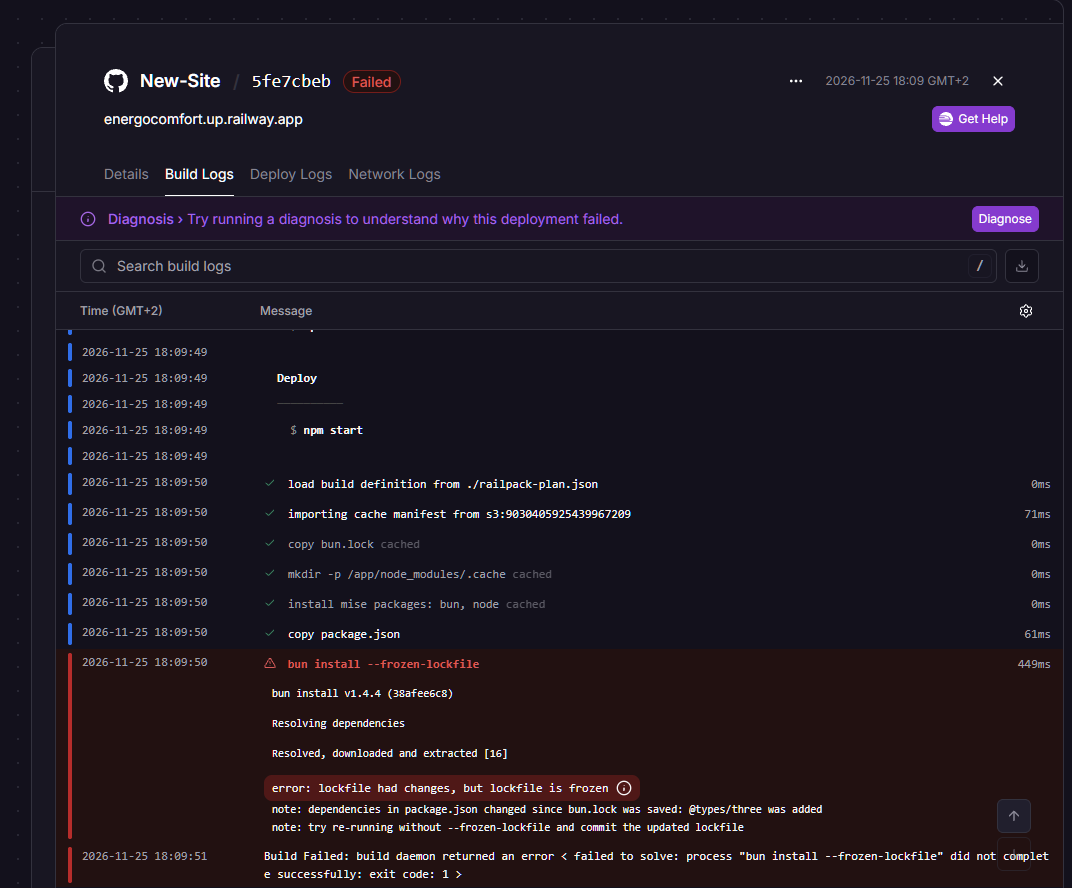 New-Site / 5fe7cbeb Failed
2026-11-25 18:09 GMT+2
energocomfort.up.railway.app
Get Help
Details Build Logs Deploy Logs Network Logs
Diagnosis › Try running a diagnosis to understand why this deployment failed.
Diagnose
Search build logs /
Time (GMT+2) Message
2026-11-25 18:09:49
2026-11-25 18:09:49 Deploy
2026-11-25 18:09:49 ──────────
2026-11-25 18:09:49 $ npm start
2026-11-25 18:09:49
2026-11-25 18:09:50 load build definition from ./railpack-plan.json 0ms
2026-11-25 18:09:50 importing cache manifest from s3:9030405925439967209 71ms
2026-11-25 18:09:50 copy bun.lock cached 0ms
2026-11-25 18:09:50 mkdir -p /app/node_modules/.cache cached 0ms
2026-11-25 18:09:50 install mise packages: bun, node cached 0ms
2026-11-25 18:09:50 copy package.json 61ms
2026-11-25 18:09:50 bun install --frozen-lockfile 449ms
bun install v1.4.4 (38afee6c8)
Resolving dependencies
Resolved, downloaded and extracted [16]
error: lockfile had changes, but lockfile is frozen
note: dependencies in package.json changed since bun.lock was saved: @types/three was added
note: try re-running without --frozen-lockfile and commit the updated lockfile
2026-11-25 18:09:51 Build Failed: build daemon returned an error < failed to solve: process "bun install --frozen-lockfile" did not complet
e successfully: exit code: 1 >